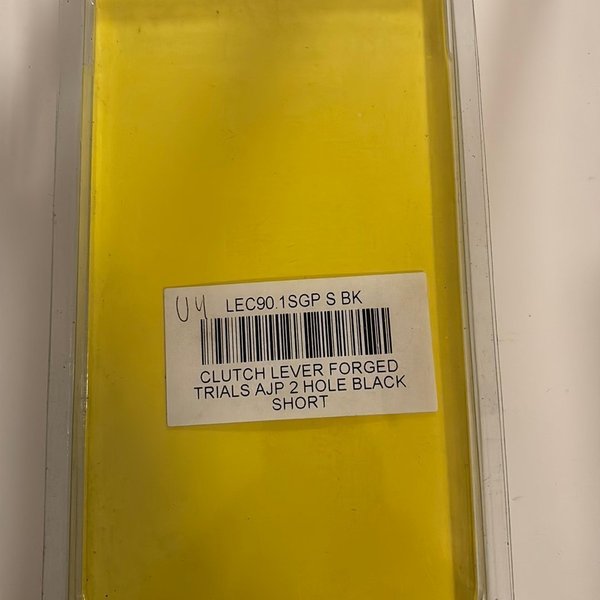 U4 LEC90.1SGP S BK
CLUTCH LEVER FORGED
TRIALS AJP 2 HOLE BLACK
SHORT